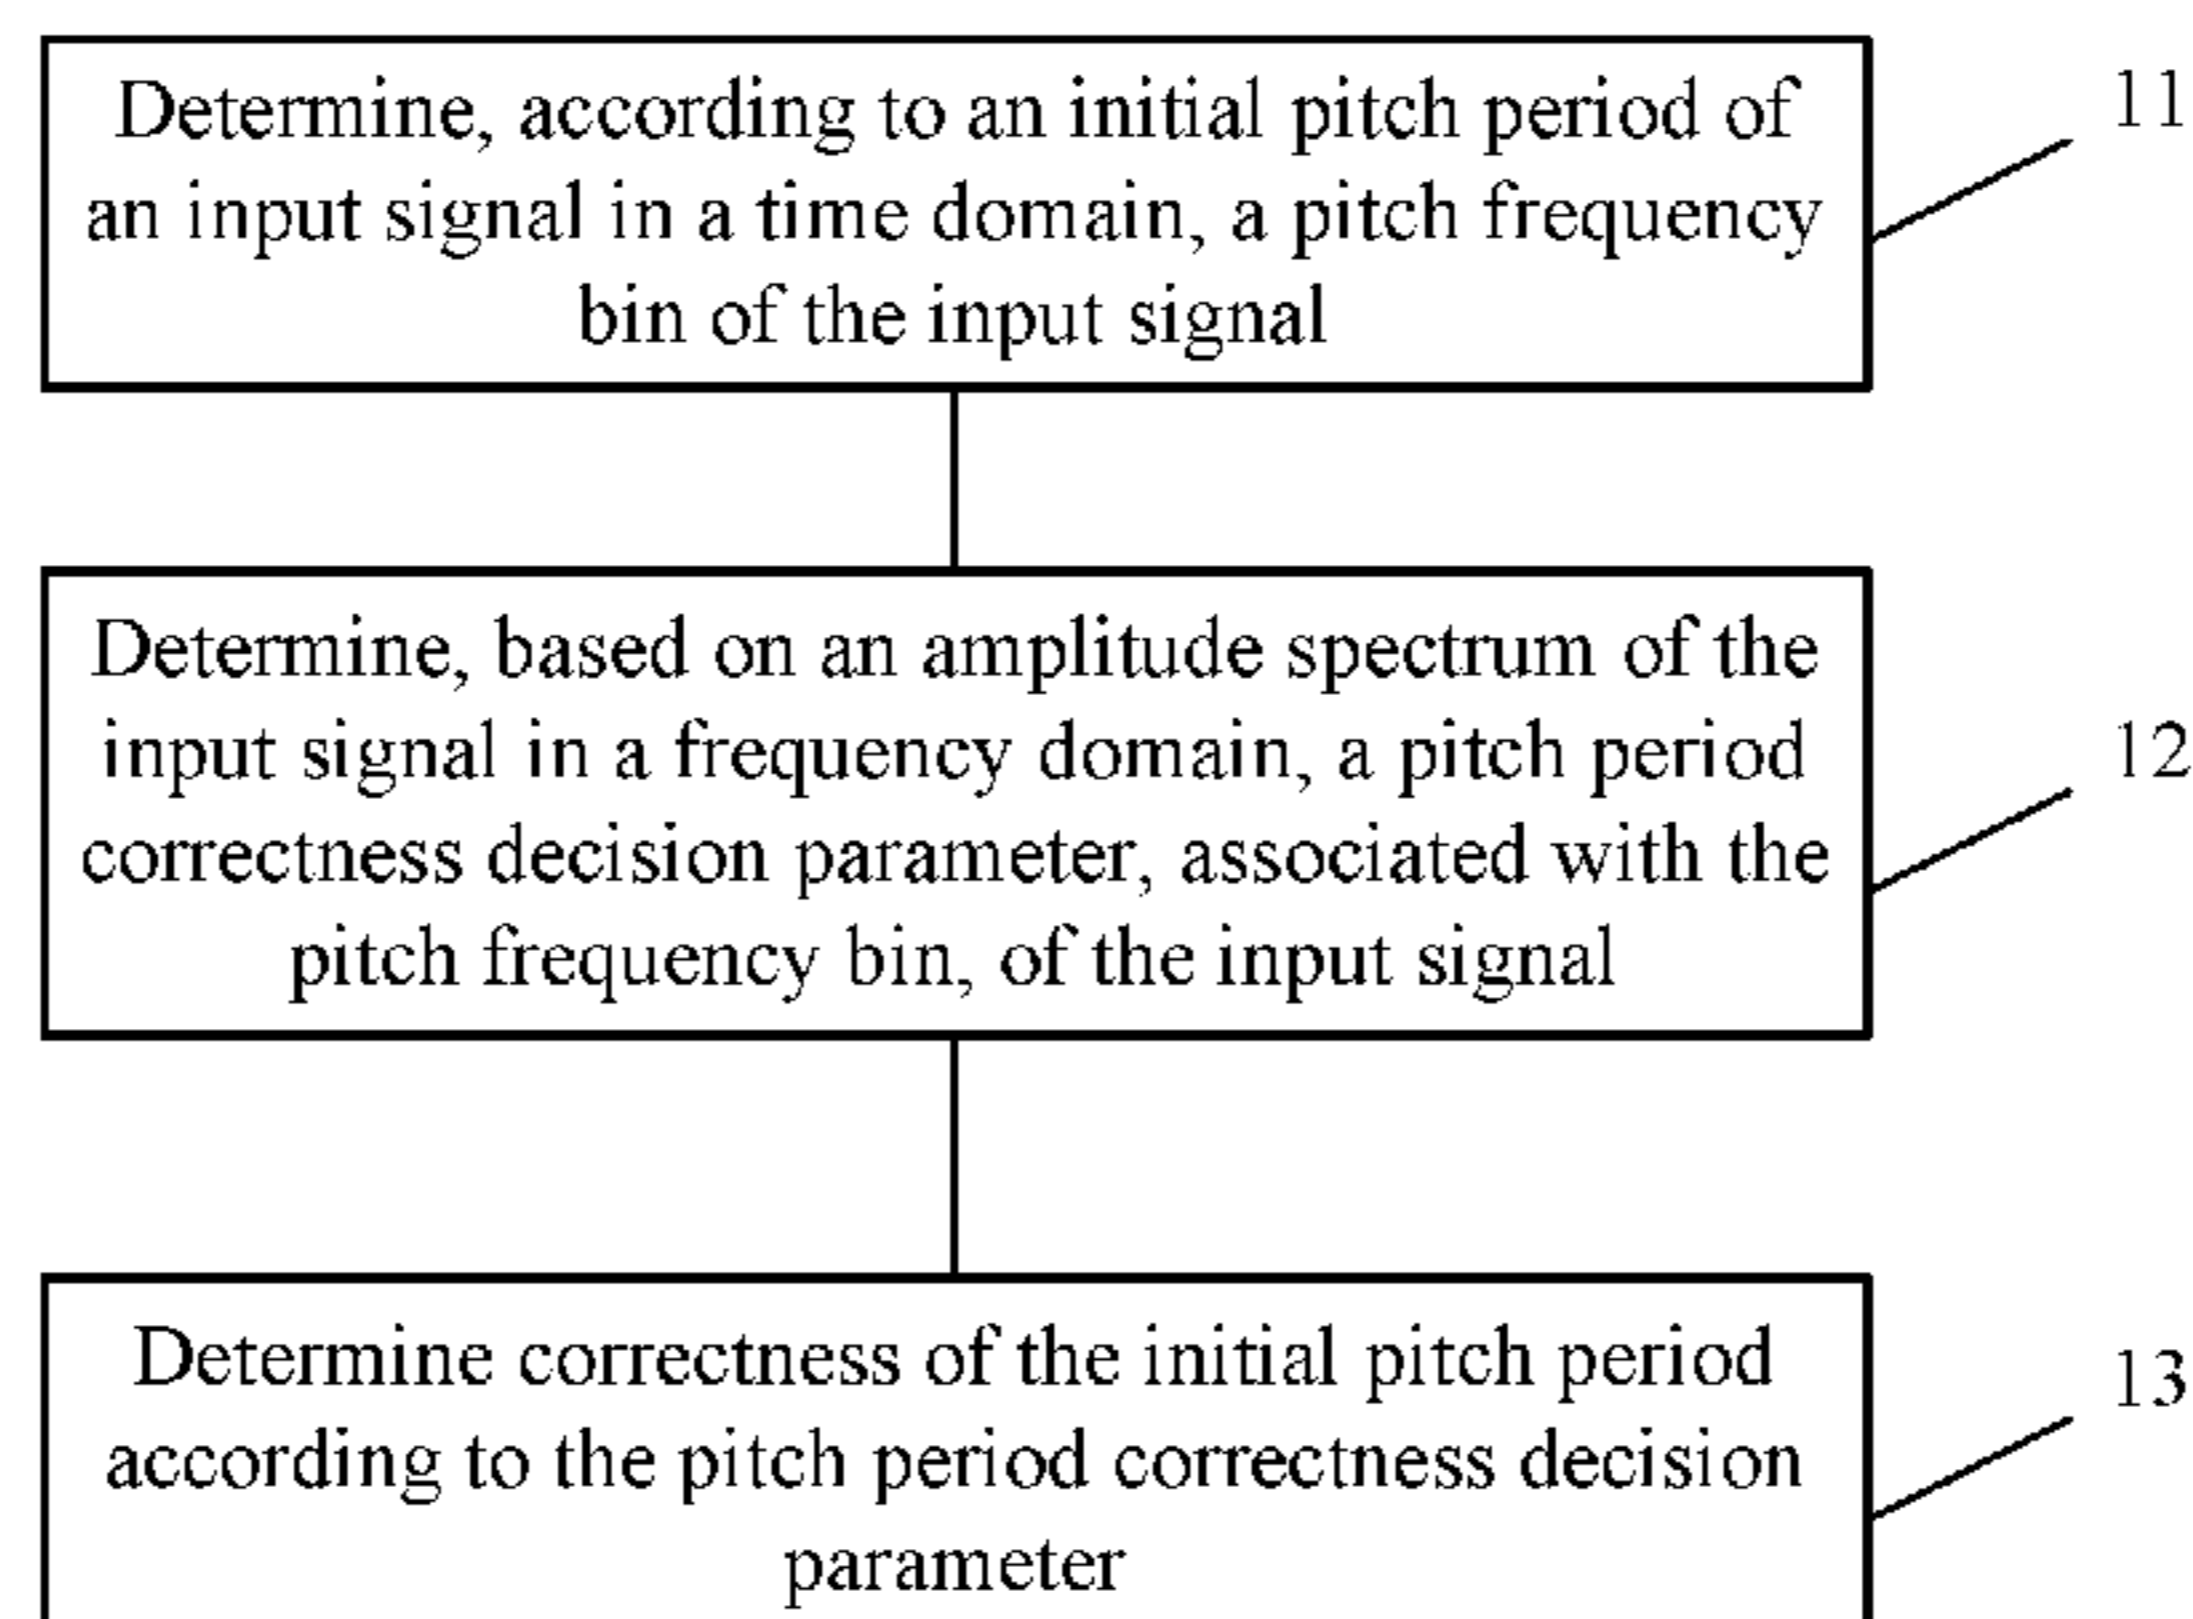 Determine, according to an initial pitch period of
an input signal in a time domain, a pitch frequency
bin of the input signal
11
Determine, based on an amplitude spectrum of the
input signal in a frequency domain, a pitch period
correctness decision parameter, associated with the
pitch frequency bin, of the input signal
12
Determine correctness of the initial pitch period
according to the pitch period correctness decision
parameter
13